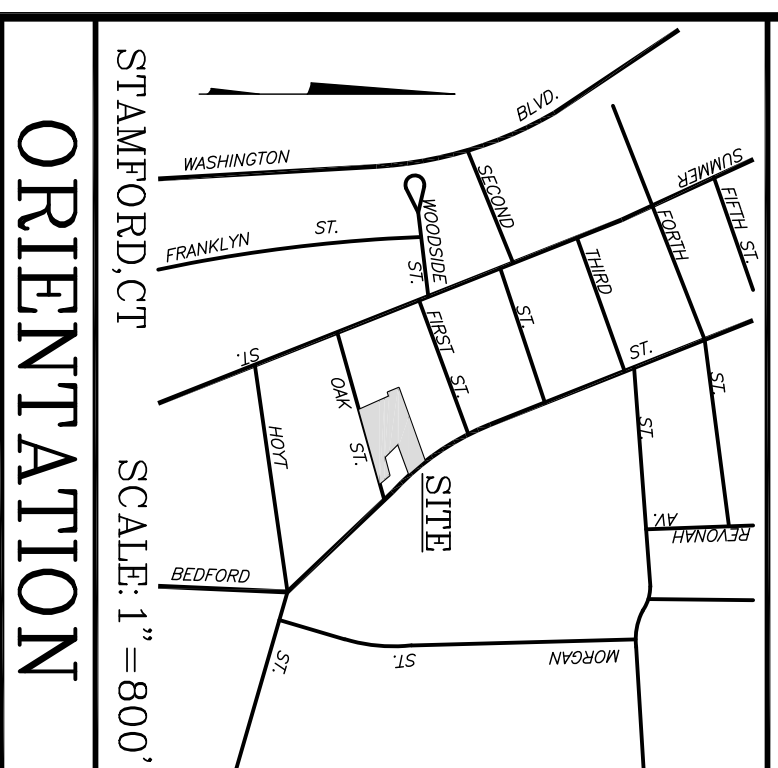 ORIENTATION
STAMFORD,CT
SCALE: 1"=800'
WASHINGTON
BLVD.
FRANKLYN
ST.
WOODSIDE
ST.
SECOND
ST.
SUMMER
ST.
FIFTH ST.
FORTH
ST.
THIRD
ST.
FIRST
ST.
OAK
ST.
HOYT
ST.
SITE
BEDFORD
ST.
REVONAH
AV.
MORGAN
ST.